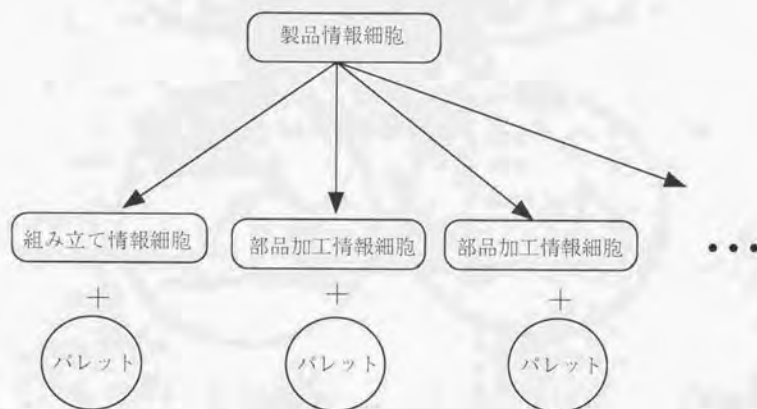 製品情報細胞
組み立て情報細胞
部品加工情報細胞
部品加工情報細胞
•••
+
+
+
パレット
パレット
パレット